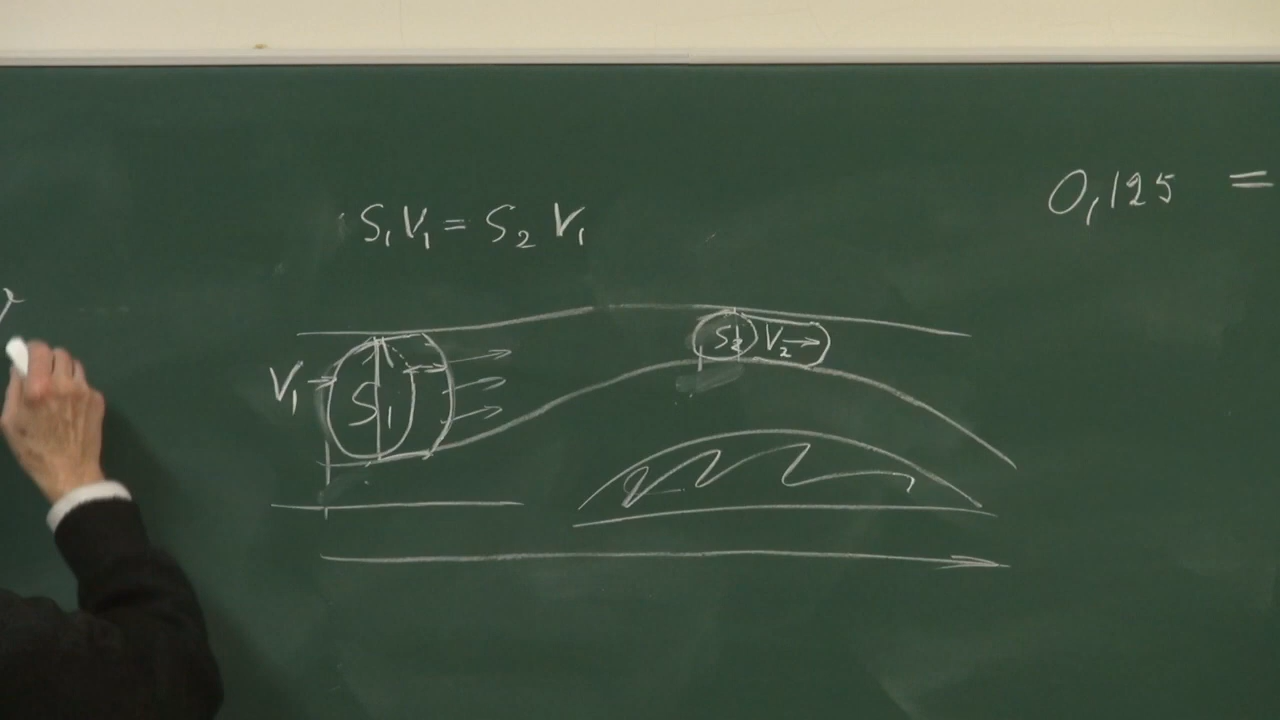 0,125 =
S₁V₁ = S₂ V₁
V₁
S₁
S₂
V₂